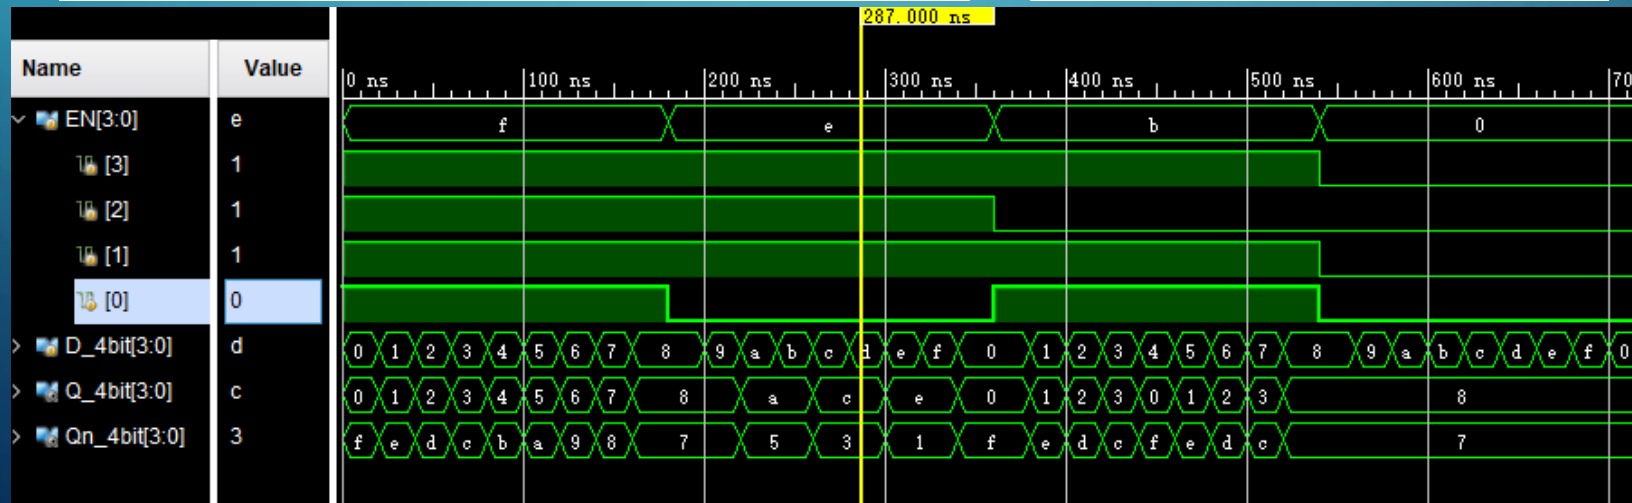 287.000 ns
Name Value
0 ns 100 ns 200 ns 300 ns 400 ns 500 ns 600 ns 70
EN[3:0] e f e b 0
[3] 1
[2] 1
[1] 1
[0] 0
D_4bit[3:0] d 0 1 2 3 4 5 6 7 8 9 a b c d e f 0 1 2 3 4 5 6 7 8 9 a b c d e f 0
Q_4bit[3:0] c 0 1 2 3 4 5 6 7 8 a c e 0 1 2 3 0 1 2 3 8
Qn_4bit[3:0] 3 f e d c b a 9 8 7 5 3 1 f e d c f e d c 7